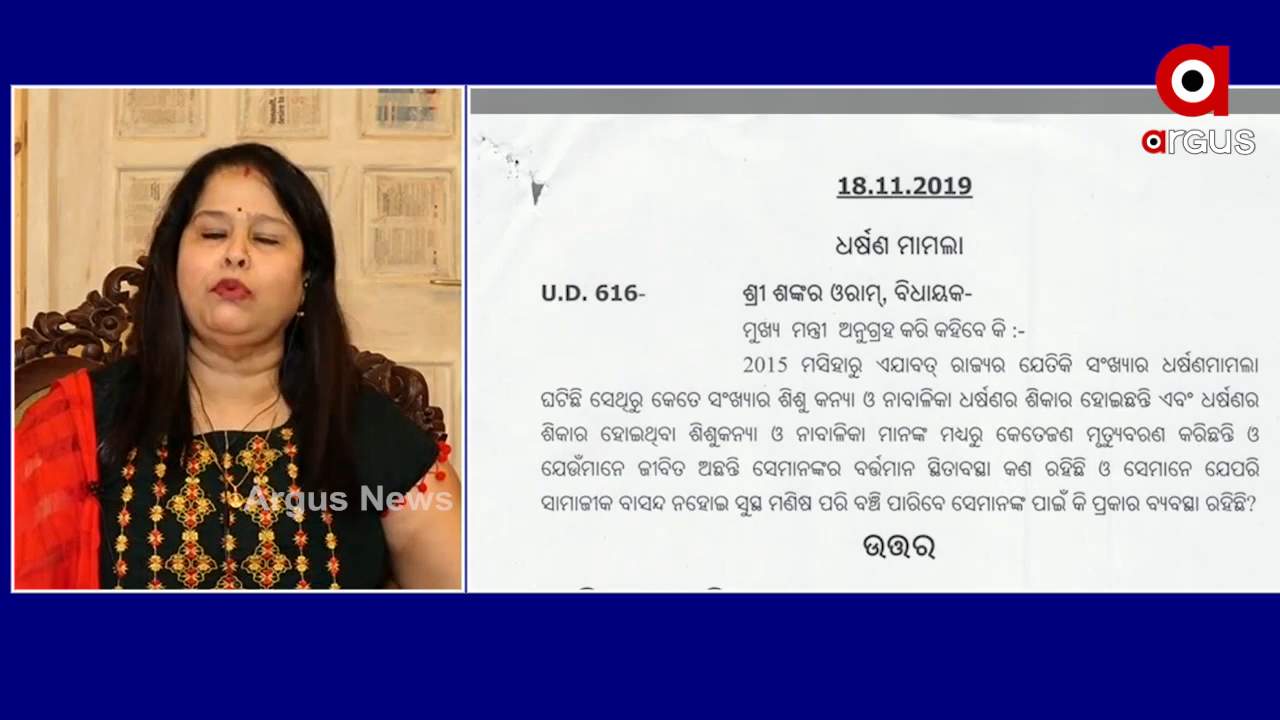 argus
18.11.2019
ଧର୍ଷଣ ମାମଲା
U.D. 616- ଶ୍ରୀ ଶଙ୍କର ଓରାମ୍, ବିଧାୟକ-
ମୁଖ୍ୟ ମନ୍ତ୍ରୀ ଅନୁଗ୍ରହ କରି କହିବେ କି :-
2015 ମସିହାରୁ ଏଯାବତ୍ ରାଜ୍ୟର ଯେତିକି ସଂଖ୍ୟାର ଧର୍ଷଣମାମଲା
ଘଟିଛି ସେଥିରୁ କେତେ ସଂଖ୍ୟାର ଶିଶୁ କନ୍ୟା ଓ ନାବାଳିକା ଧର୍ଷଣର ଶିକାର ହୋଇଛନ୍ତି ଏବଂ ଧର୍ଷଣର
ଶିକାର ହୋଇଥିବା ଶିଶୁକନ୍ୟା ଓ ନାବାଳିକା ମାନଙ୍କ ମଧ୍ୟରୁ କେତେଜଣ ମୃତ୍ୟୁବରଣ କରିଛନ୍ତି ଓ
ଯେଉଁମାନେ ଜୀବିତ ଅଛନ୍ତି ସେମାନଙ୍କର ବର୍ତ୍ତମାନ ସ୍ଥିତାବସ୍ଥା କଣ ରହିଛି ଓ ସେମାନେ ଯେପରି
ସାମାଜୀକ ବାସନ୍ଦ ନହୋଇ ସୁସ୍ଥ ମଣିଷ ପରି ବଞ୍ଚି ପାରିବେ ସେମାନଙ୍କ ପାଇଁ କି ପ୍ରକାର ବ୍ୟବସ୍ଥା ରହିଛି?
ଉତ୍ତର
Argus News